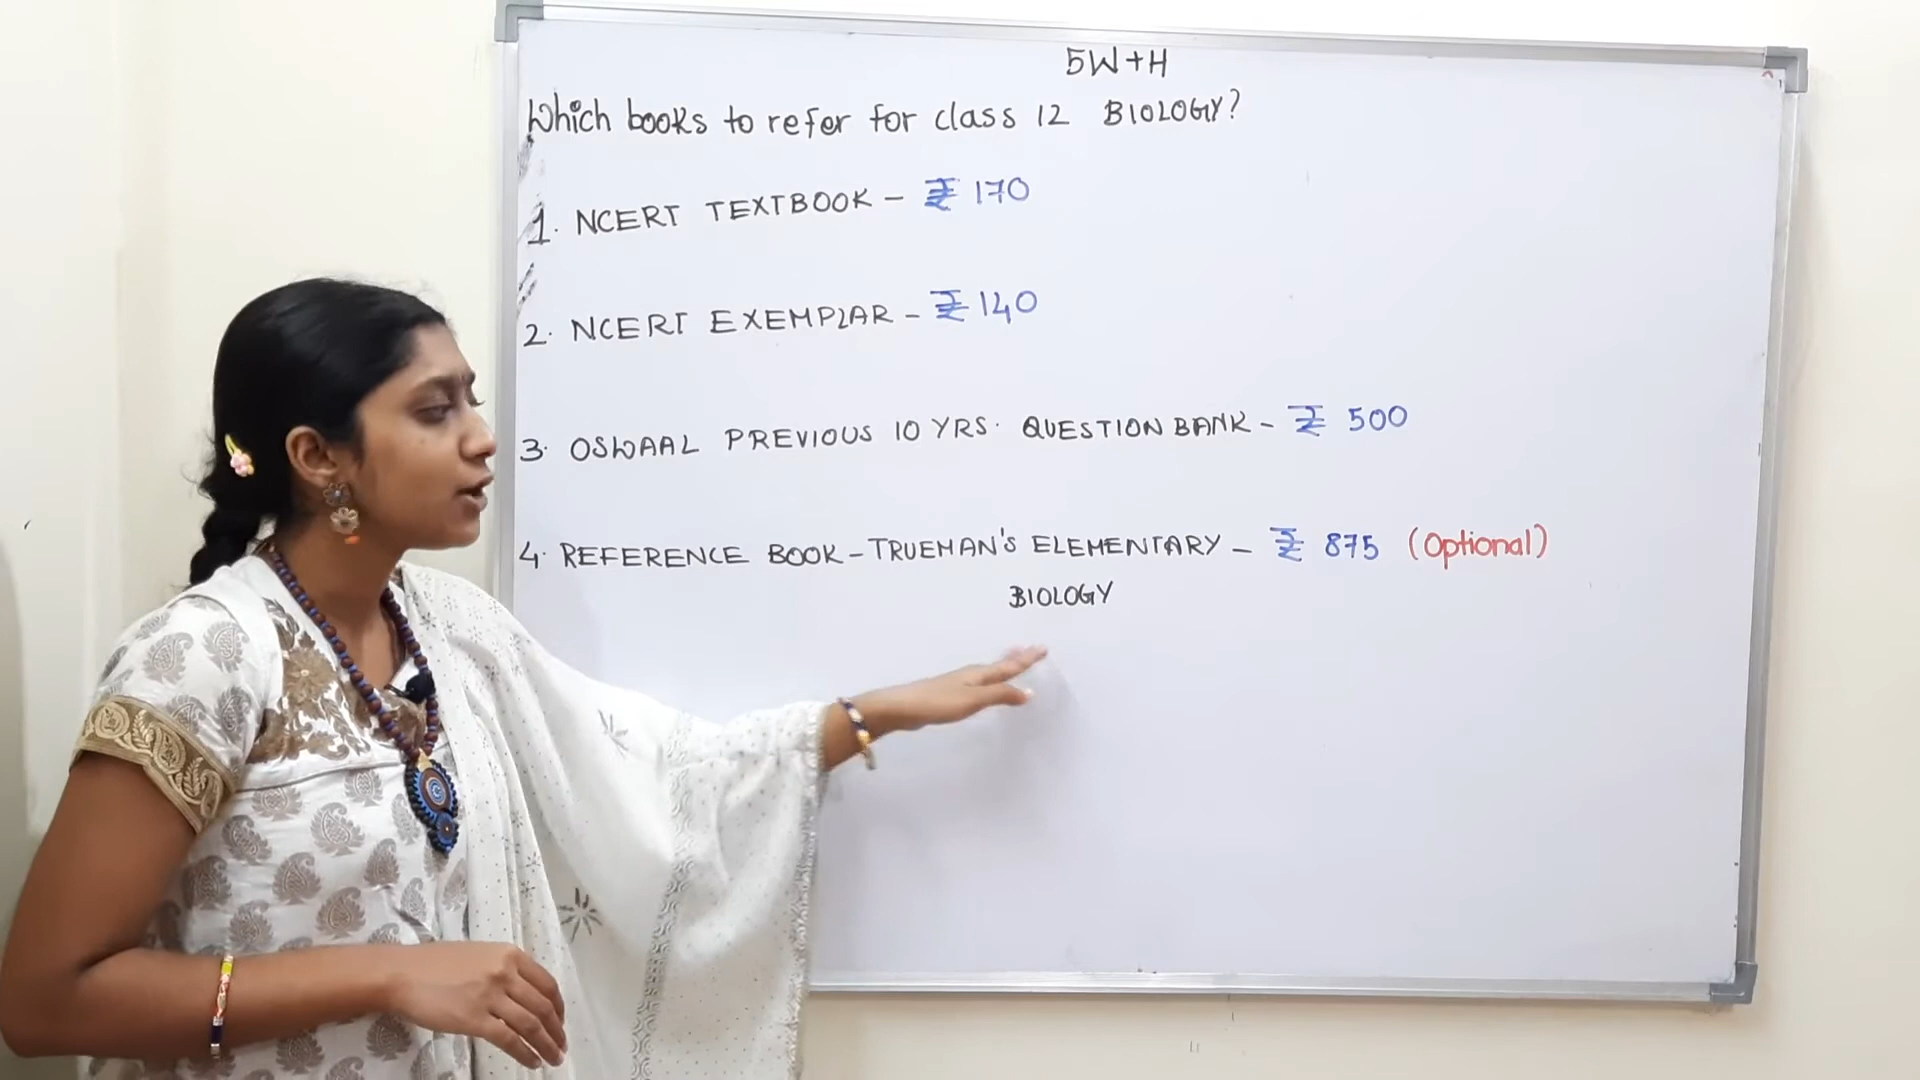 5W+H
Which books to refer for class 12 BIOLOGY?
1. NCERT TEXTBOOK - ₹ 170
2. NCERT EXEMPLAR - ₹ 140
3. OSWAAL PREVIOUS 10 YRS. QUESTION BANK - ₹ 500
4. REFERENCE BOOK - TRUEMAN'S ELEMENTARY - ₹ 875 (Optional)
BIOLOGY